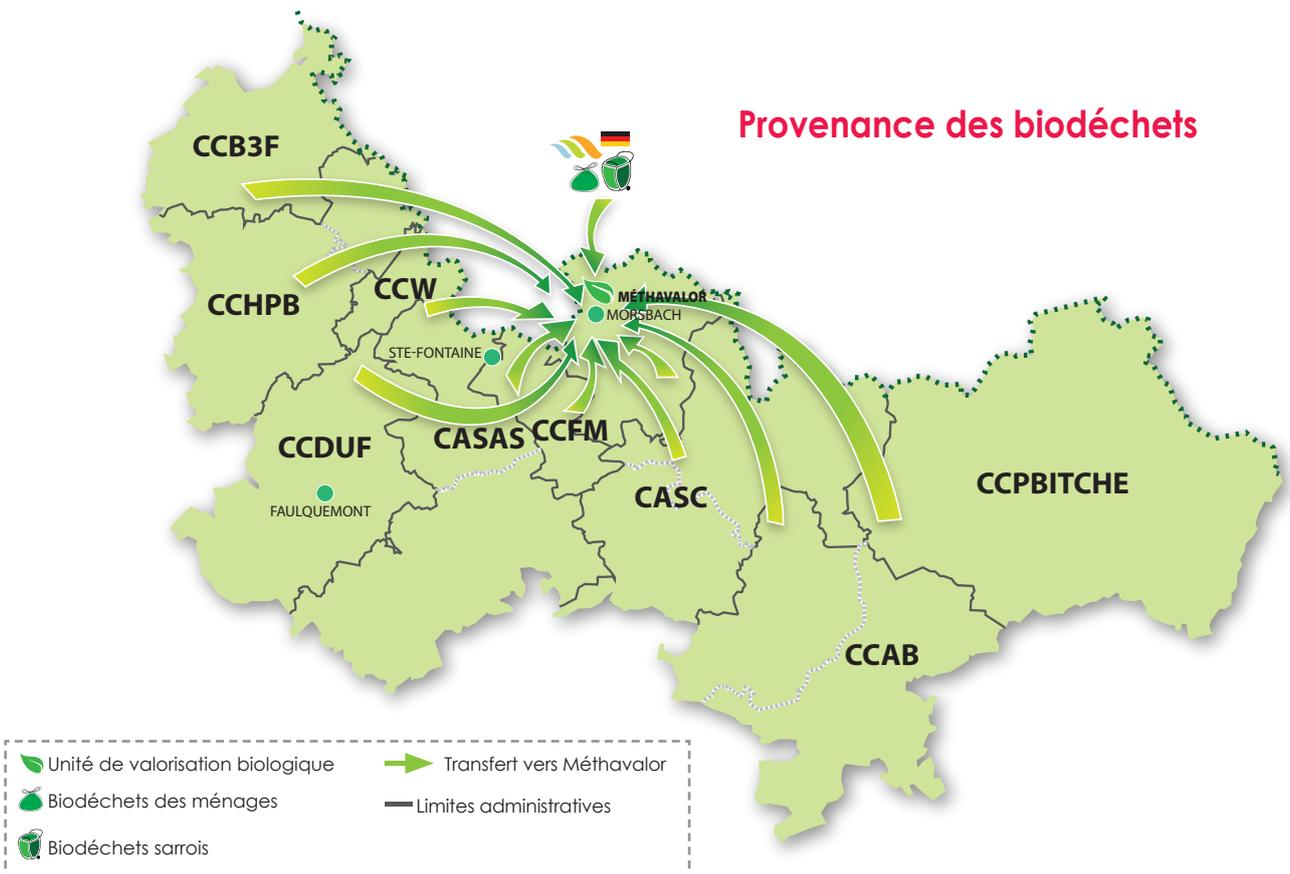 Provenance des biodéchets
CCB3F
CCHPB
CCW
MÉTHAVALOR
MORSBACH
STE-FONTAINE
CCDUF
CASAS
CCFM
FAULQUEMONT
CASC
CCPBITCHE
CCAB
Unité de valorisation biologique
Transfert vers Méthavalor
Biodéchets des ménages
Limites administratives
Biodéchets sarrois